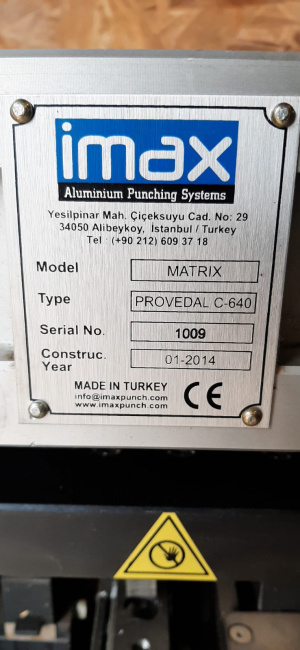 imax
Aluminium Punching Systems
Yesilpinar Mah. Çiçeksuyu Cad. No: 29
34050 Alibeykoy, İstanbul / Turkey
Tel : (+90 212) 609 37 18
Model MATRIX
Type PROVEDAL C-640
Serial No. 1009
Construc. Year 01-2014
MADE IN TURKEY
info@imaxpunch.com
www.imaxpunch.com
CE